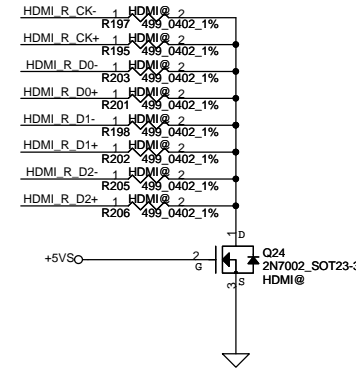 HDMI_R_CK- 1 HDMI@ 2
R197 499_0402_1%
HDMI_R_CK+ 1 HDMI@ 2
R195 499_0402_1%
HDMI_R_D0- 1 HDMI@ 2
R203 499_0402_1%
HDMI_R_D0+ 1 HDMI@ 2
R201 499_0402_1%
HDMI_R_D1- 1 HDMI@ 2
R198 499_0402_1%
HDMI_R_D1+ 1 HDMI@ 2
R202 499_0402_1%
HDMI_R_D2- 1 HDMI@ 2
R205 499_0402_1%
HDMI_R_D2+ 1 HDMI@ 2
R206 499_0402_1%
1 D
+5VS 2 G
Q24
2N7002_SOT23-3
HDMI@
3 S